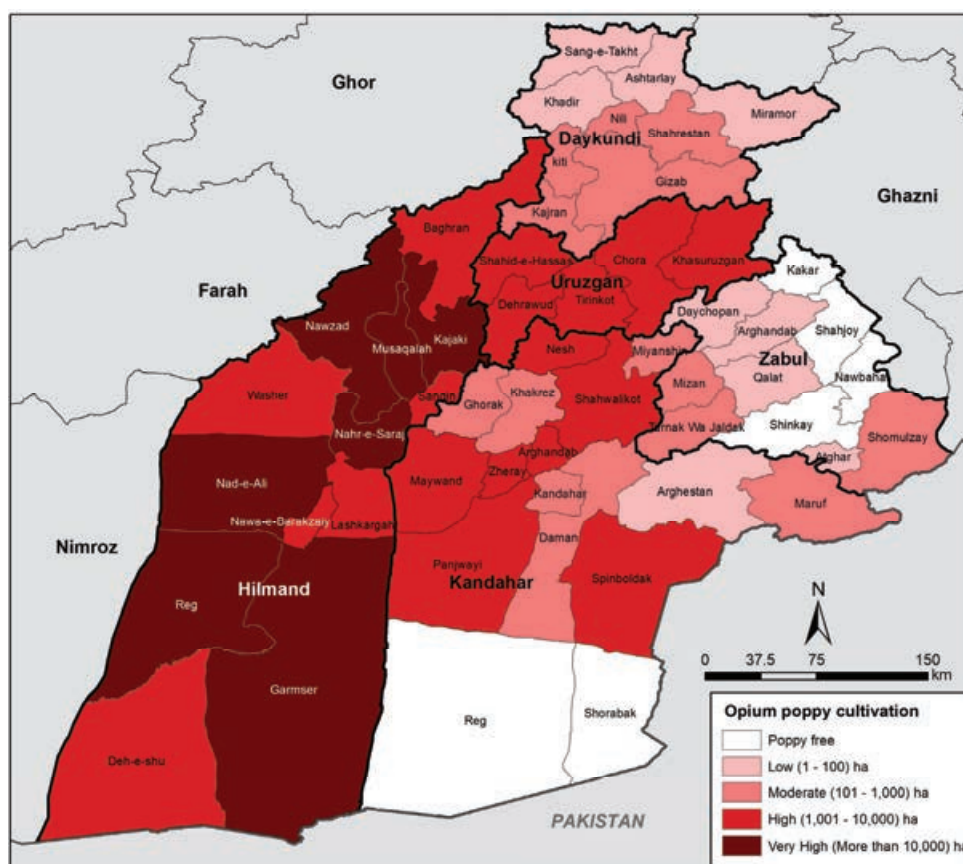 Sang-e-Takht
Ashtarlay
Ghor
Khadir
Miramor
Nili
Shahrestan
Daykundi
kiti
Gizab
Ghazni
Kajran
Baghran
Chora
Khasuruzgan
Shahid-e-Hassas
Kakar
Uruzgan
Farah
Dehrawud
Tirinkot
Daychopan
Nawzad
Arghandab
Shahjoy
Musaqalah
Kajaki
Nesh
Miyanshin
Zabul
Qalat
Nawbaha
Mizan
Washer
Sangin
Ghorak
Khakrez
Shahwalikot
Shinkay
Tarnak Wa Jaldak
Nahr-e-Saraj
Shomulzay
Arghandab
Atghar
Zheray
Maywand
Nad-e-Ali
Kandahar
Arghestan
Maruf
Nawa-e-Barakzaiy
Lashkargah
Daman
Nimroz
Panjwayi
Kandahar
Spinboldak
Hilmand
Reg
N
0 37.5 75 150
km
Garmser
Reg
Shorabak
Deh-e-shu
PAKISTAN
Opium poppy cultivation
Poppy free
Low (1 - 100) ha
Moderate (101 - 1,000) ha
High (1,001 - 10,000) ha
Very High (More than 10,000) ha